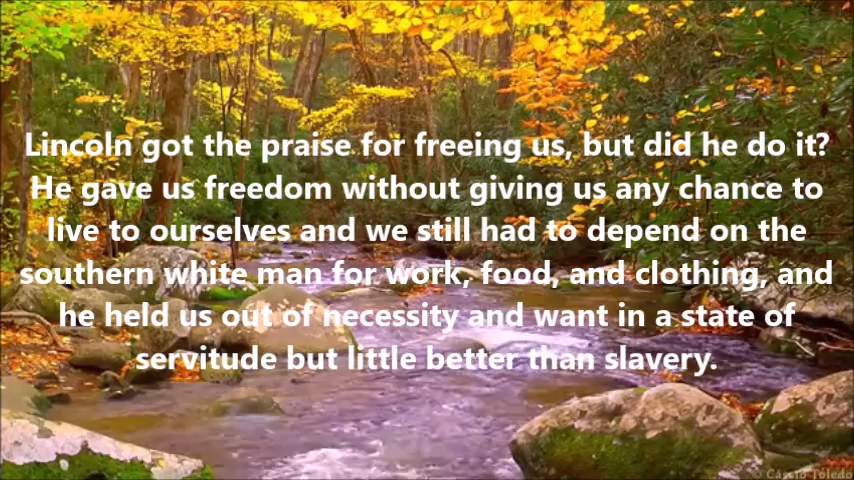 Lincoln got the praise for freeing us, but did he do it?
He gave us freedom without giving us any chance to
live to ourselves and we still had to depend on the
southern white man for work, food, and clothing, and
he held us out of necessity and want in a state of
servitude but little better than slavery.
© Cássio Toledo